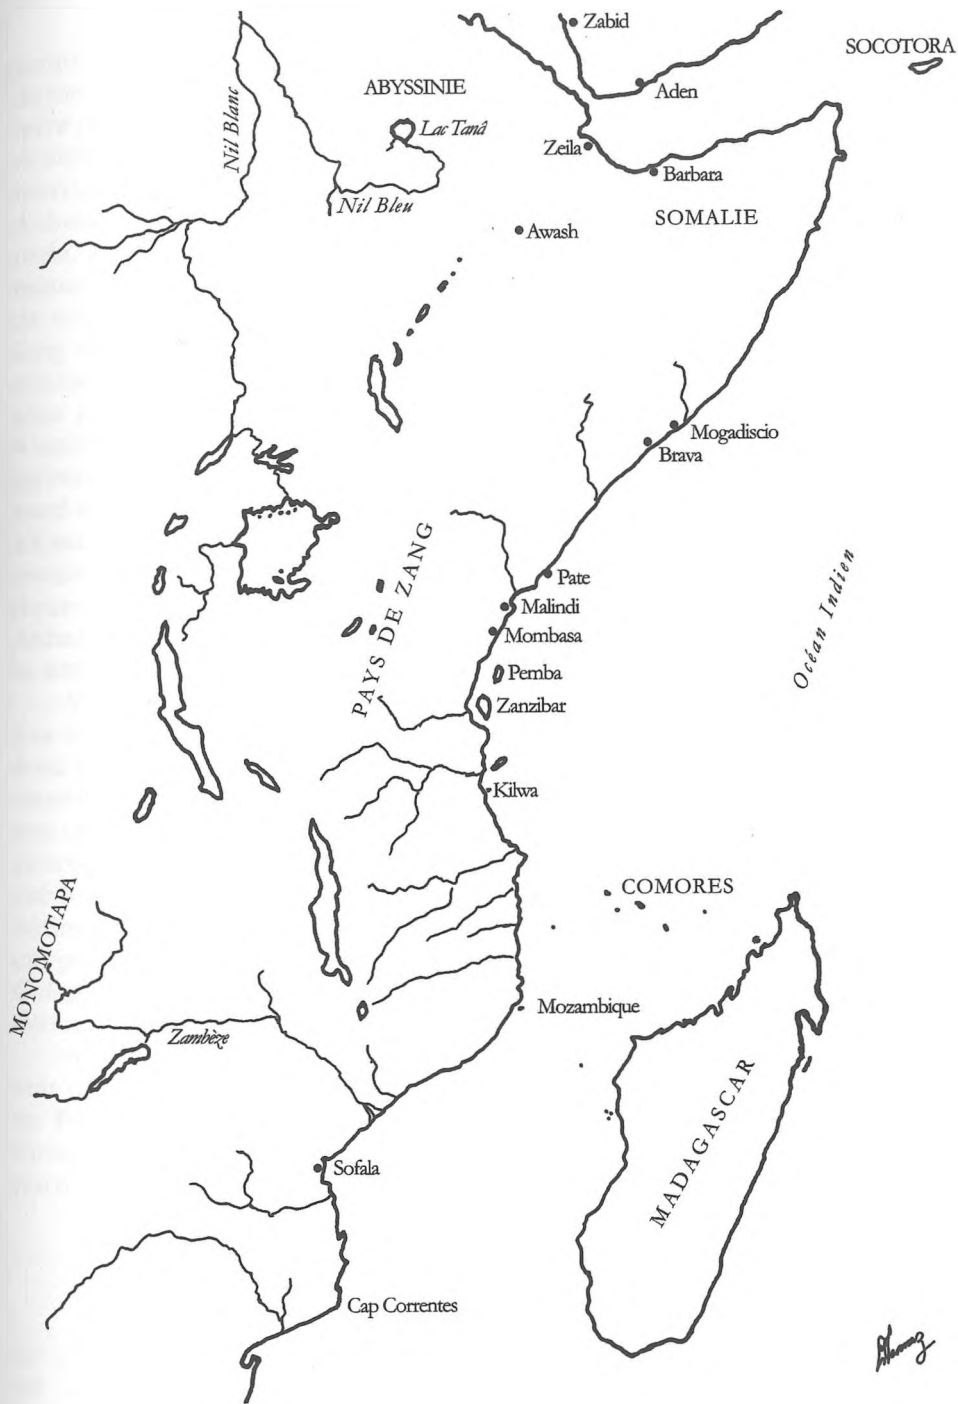 Zabid
SOCOTORA
ABYSSINIE
Aden
Lac Tanâ
Nil Blanc
Zeila
Barbara
Nil Bleu
SOMALIE
Awash
Mogadiscio
Brava
PAYS DE ZANG
Pate
Malindi
Océan Indien
Mombasa
Pemba
Zanzibar
Kilwa
COMORES
MONOMOTAPA
Mozambique
Zambèze
MADAGASCAR
Sofala
Cap Correntes